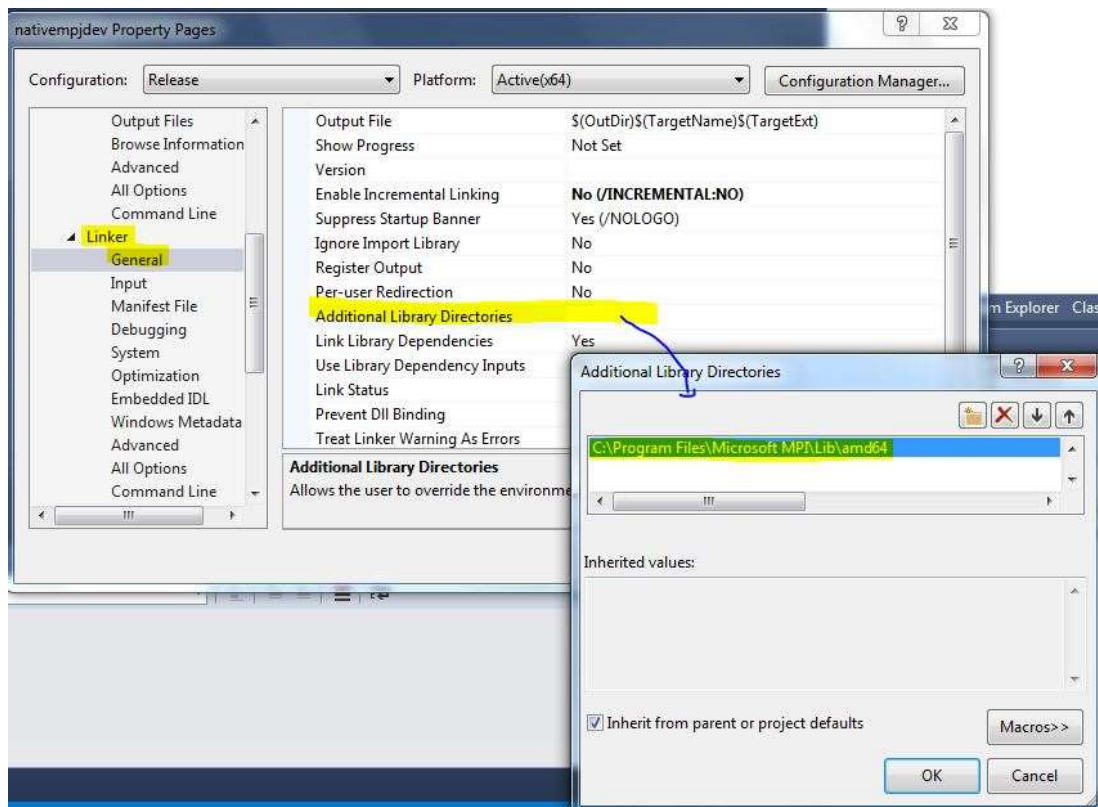 nativempjdev Property Pages
Configuration: Release Platform: Active(x64) Configuration Manager...
Output Files
Browse Information
Advanced
All Options
Command Line
Linker
General
Input
Manifest File
Debugging
System
Optimization
Embedded IDL
Windows Metadata
Advanced
All Options
Command Line
Output File $(OutDir)$(TargetName)$(TargetExt)
Show Progress Not Set
Version
Enable Incremental Linking No (/INCREMENTAL:NO)
Suppress Startup Banner Yes (/NOLOGO)
Ignore Import Library No
Register Output No
Per-user Redirection No
Additional Library Directories
Link Library Dependencies Yes
Use Library Dependency Inputs
Link Status
Prevent Dll Binding
Treat Linker Warning As Errors
Additional Library Directories
Allows the user to override the environme
m Explorer Clas
Additional Library Directories
C:\Program Files\Microsoft MPI\Lib\amd64
Inherited values:
Inherit from parent or project defaults
Macros>>
OK Cancel